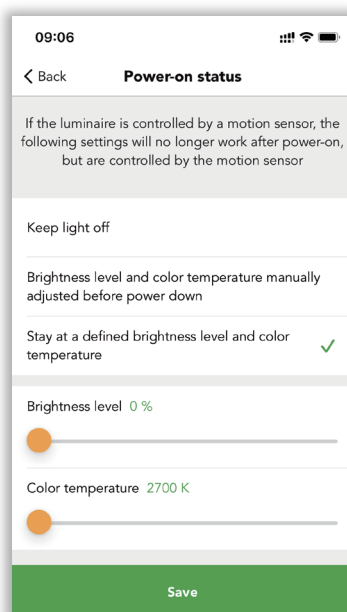 09:06
Back
Power-on status
If the luminaire is controlled by a motion sensor, the
following settings will no longer work after power-on,
but are controlled by the motion sensor
Keep light off
Brightness level and color temperature manually
adjusted before power down
Stay at a defined brightness level and color
temperature
Brightness level 0 %
Color temperature 2700 K
Save